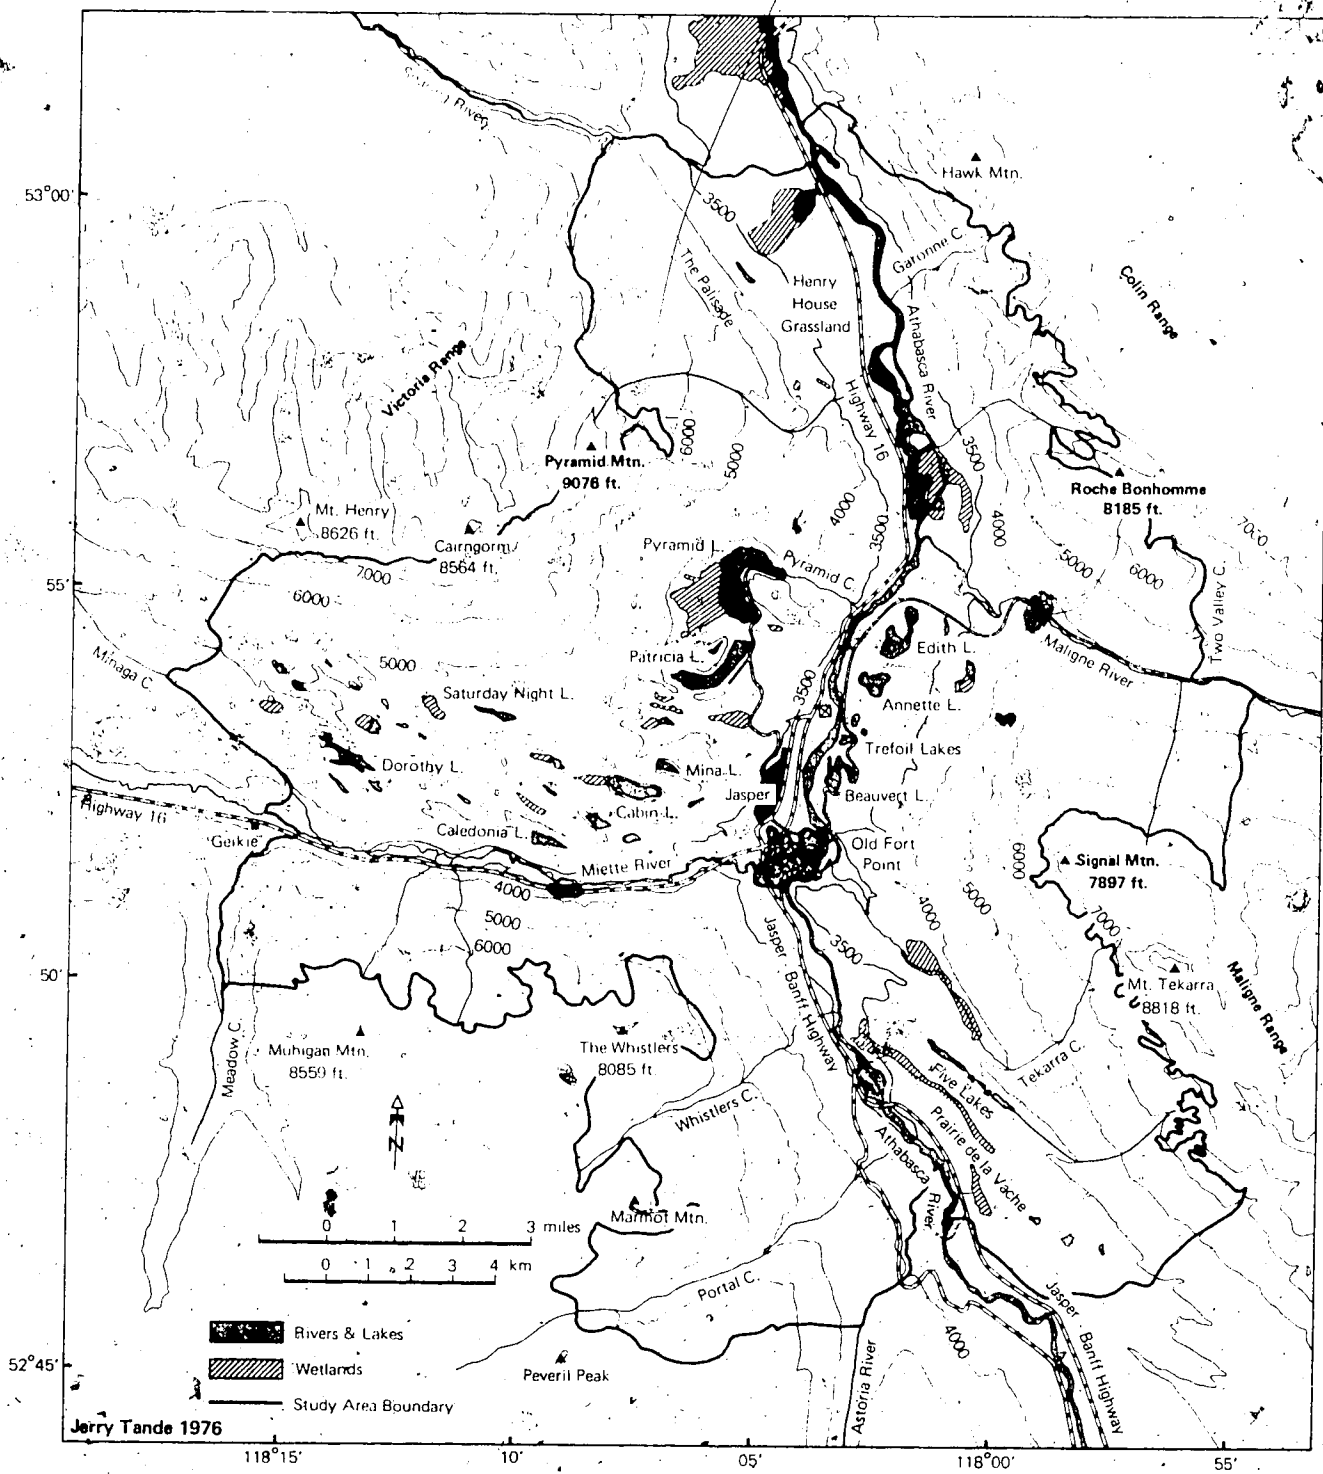 Hawk Mtn.
53°00'
3500
Garonne C.
The Palisade
Henry
House
Grassland
Colin Range
Athabasca River
Victoria Range
Highway 16
6000
5000
3500
Pyramid Mtn.
9076 ft.
Roche Bonhomme
8185 ft.
Mt. Henry
8626 ft.
4000
3500
4000
7000
Cairngorm
8564 ft.
Pyramid L.
Pyramid C.
5000
6000
55'
7000
6000
Two Valley C.
Edith L.
Maligne River
Minaga C.
5000
Patricia L.
3500
Saturday Night L.
Annette L.
Trefoil Lakes
Dorothy L.
Mina L.
Jasper
Beauvert L.
Highway 16
Cabin L.
Geikie
Caledonia L.
Miette River
Old Fort
Point
6000
Signal Mtn.
7897 ft.
4000
5000
4000
5000
7000
6000
3500
50'
Jasper - Banff Highway
Mt. Tekarra
8818 ft.
Maligne Range
Meadow C.
Muhigan Mtn.
8559 ft.
The Whistlers
8085 ft.
Tekarra C.
Five Lakes
Whistlers C.
Prairie de la Vache
Athabasca River
N
Marmot Mtn.
0 1 2 3 miles
0 1 2 3 4 km
Portal C.
Jasper - Banff Highway
4000
Rivers & Lakes
Wetlands
Study Area Boundary
52°45'
Peveril Peak
Astoria River
Jerry Tande 1976
118°15'
10'
05'
118°00'
55'